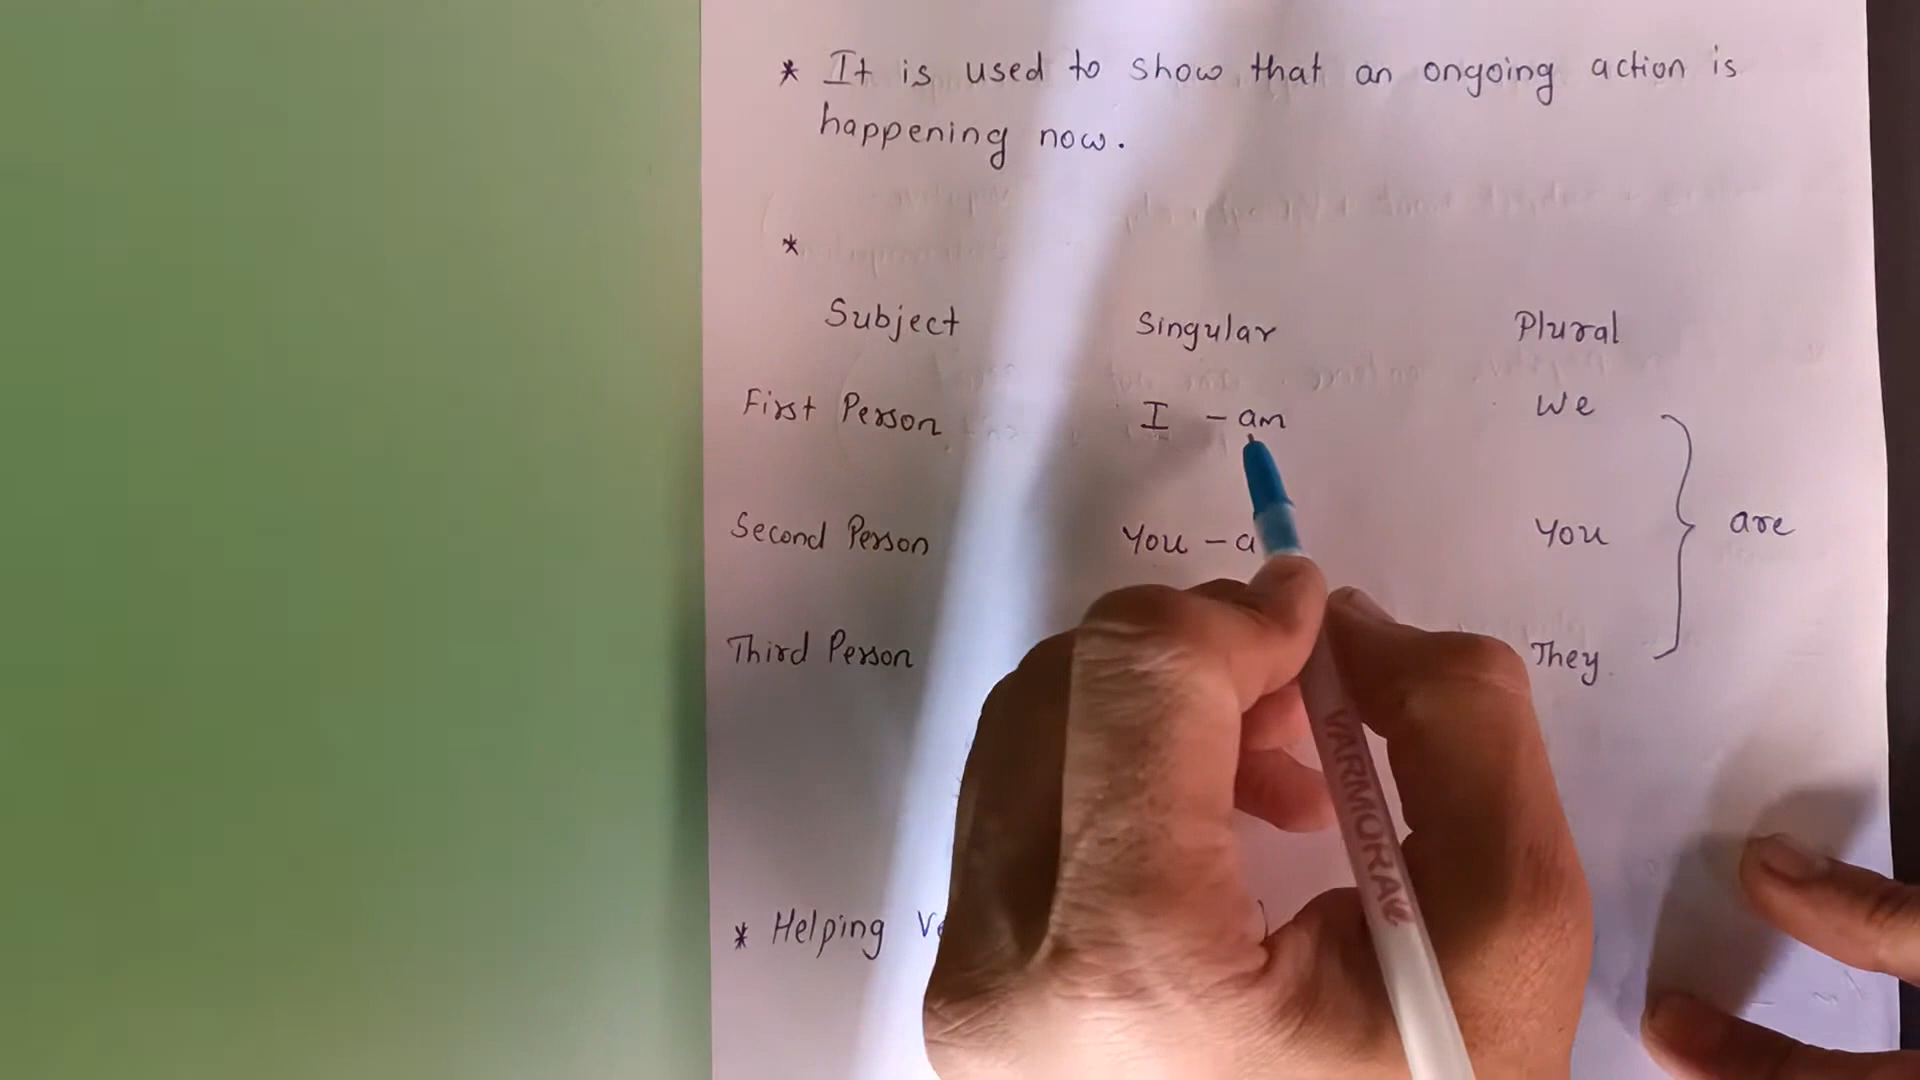 * It is used to show that an ongoing action is
happening now.
*
Subject Singular Plural
First Person I - am We
Second Person You - a You are
Third Person They
* Helping
VARMORA